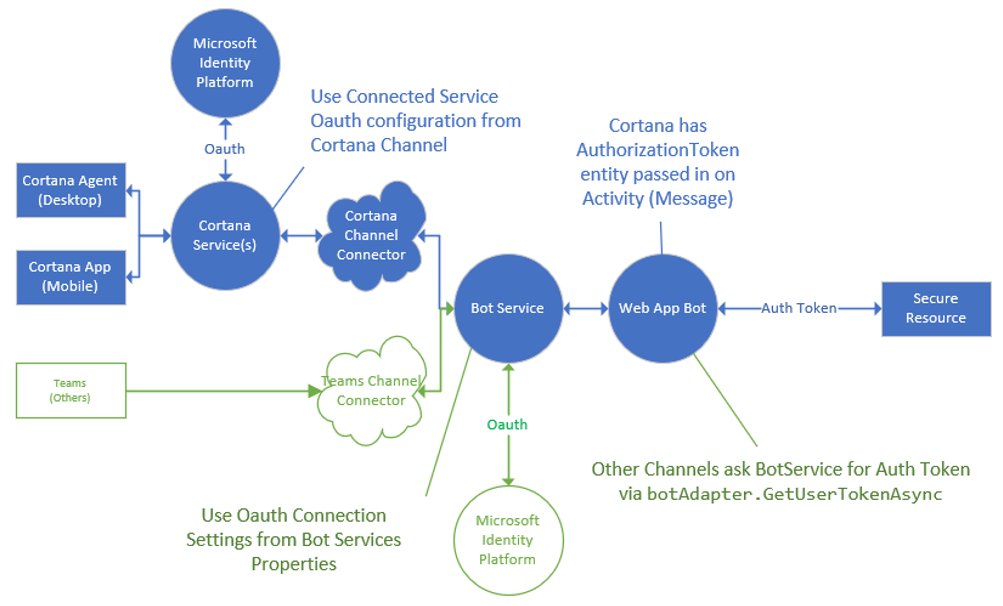 Microsoft
Identity
Platform
Oauth
Use Connected Service
Oauth configuration from
Cortana Channel
Cortana has
AuthorizationToken
entity passed in on
Activity (Message)
Cortana Agent
(Desktop)
Cortana App
(Mobile)
Cortana
Service(s)
Cortana
Channel
Connector
Bot Service
Web App Bot
Auth Token
Secure
Resource
Teams
(Others)
Teams Channel
Connector
Oauth
Other Channels ask BotService for Auth Token
via botAdapter.GetUserTokenAsync
Use Oauth Connection
Settings from Bot Services
Properties
Microsoft
Identity
Platform